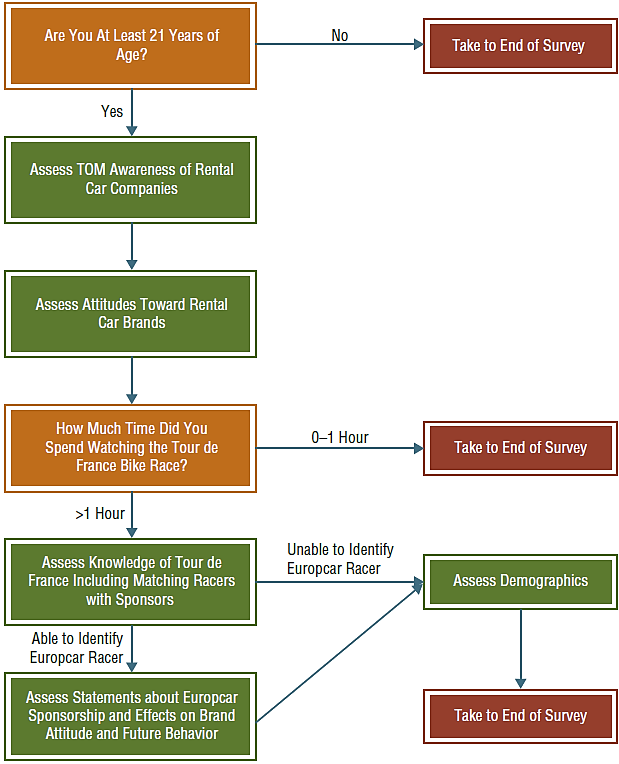 Are You At Least 21 Years of
Age?
No
Take to End of Survey
Yes
Assess TOM Awareness of Rental
Car Companies
Assess Attitudes Toward Rental
Car Brands
How Much Time Did You
Spend Watching the Tour de
France Bike Race?
0–1 Hour
Take to End of Survey
>1 Hour
Assess Knowledge of Tour de
France Including Matching Racers
with Sponsors
Unable to Identify
Europcar Racer
Assess Demographics
Able to Identify
Europcar Racer
Assess Statements about Europcar
Sponsorship and Effects on Brand
Attitude and Future Behavior
Take to End of Survey